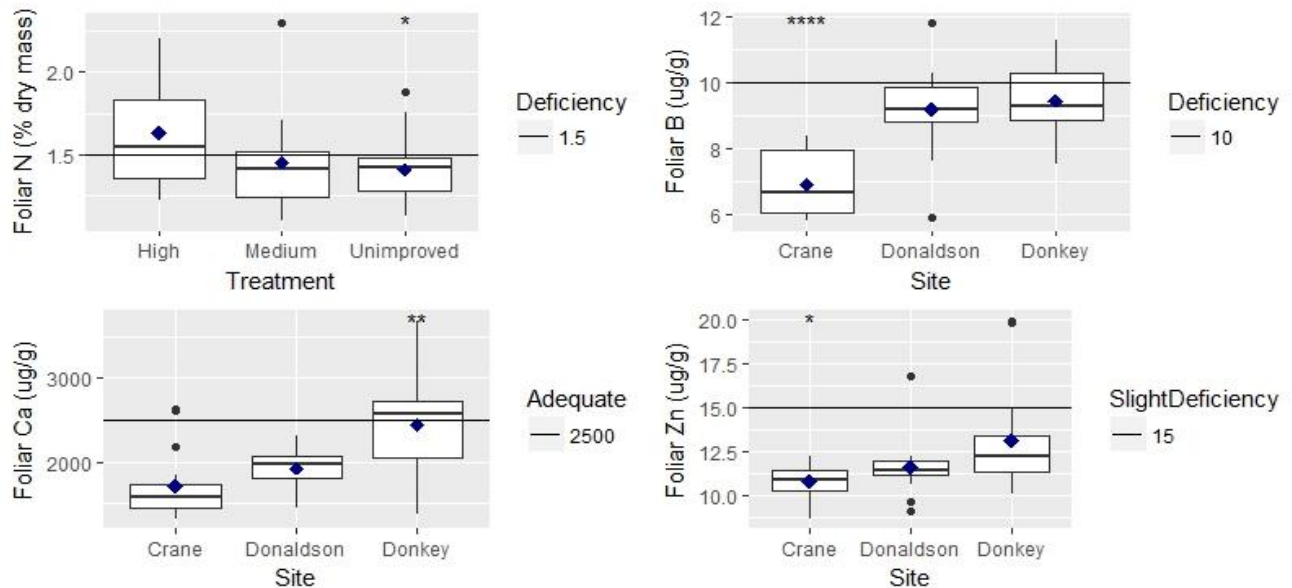 Foliar N (% dry mass)
2.0
1.5
*
High
Medium
Unimproved
Treatment
Deficiency
1.5
Foliar B (ug/g)
12
10
8
6
****
Crane
Donaldson
Donkey
Site
Deficiency
10
Foliar Ca (ug/g)
3000
2000
**
Crane
Donaldson
Donkey
Site
Adequate
2500
Foliar Zn (ug/g)
20.0
17.5
15.0
12.5
10.0
*
Crane
Donaldson
Donkey
Site
SlightDeficiency
15